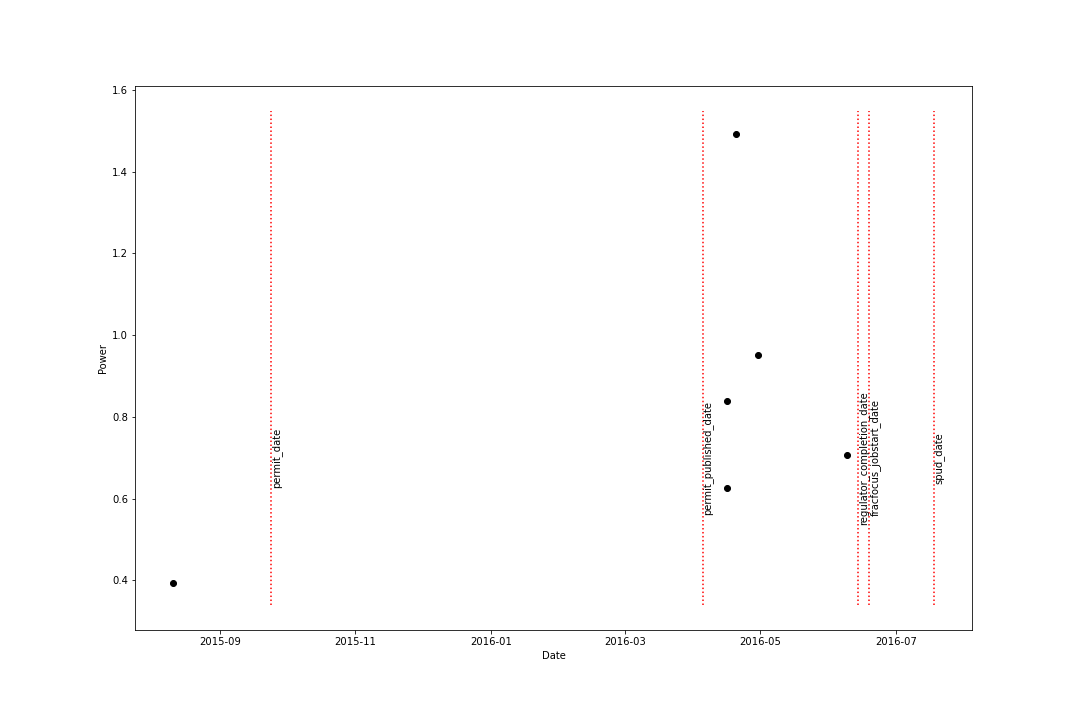 1.6
1.4
1.2
1.0
0.8
0.6
0.4
Power
permit_date
permit_published_date
regulator_completion_date
fracfocus_jobstart_date
spud_date
2015-09
2015-11
2016-01
2016-03
2016-05
2016-07
Date